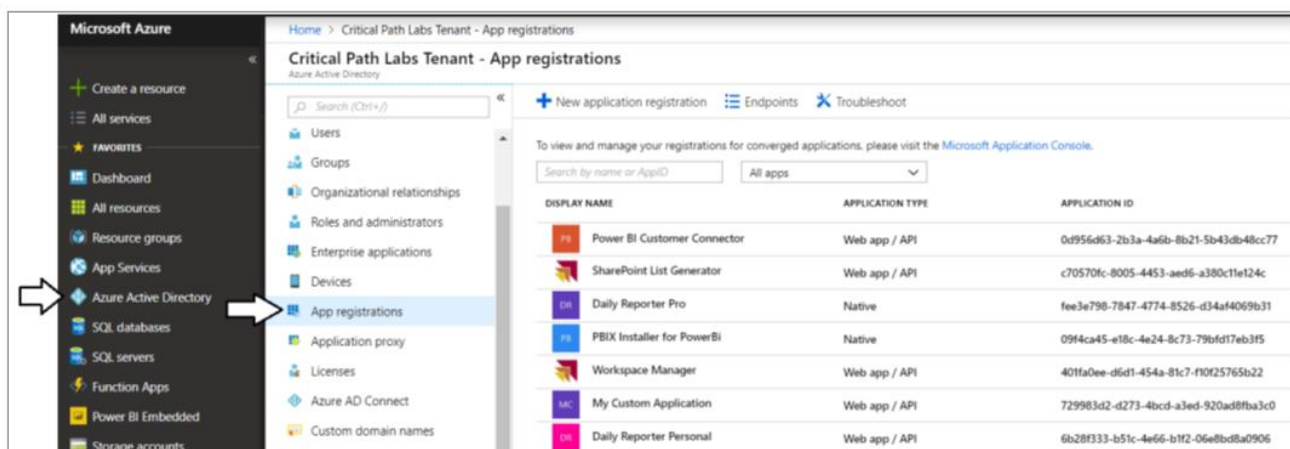 Microsoft Azure
«
Create a resource
All services
FAVORITES
Dashboard
All resources
Resource groups
App Services
Azure Active Directory
SQL databases
SQL servers
Function Apps
Power BI Embedded
Storage accounts
Home > Critical Path Labs Tenant - App registrations
Critical Path Labs Tenant - App registrations
Azure Active Directory
Search (Ctrl+/)
«
Users
Groups
Organizational relationships
Roles and administrators
Enterprise applications
Devices
App registrations
Application proxy
Licenses
Azure AD Connect
Custom domain names
New application registration Endpoints Troubleshoot
To view and manage your registrations for converged applications, please visit the Microsoft Application Console.
Search by name or AppID All apps
DISPLAY NAME APPLICATION TYPE APPLICATION ID
PB Power BI Customer Connector Web app / API 0d956d63-2b3a-4a6b-8b21-5b43db48cc77
SharePoint List Generator Web app / API c70570fc-8005-4453-aed6-a380c11e124c
DR Daily Reporter Pro Native fee3e798-7847-4774-8526-d34af4069b31
PB PBIX Installer for PowerBi Native 09f4ca45-e18c-4e24-8c73-79bfd17eb3f5
Workspace Manager Web app / API 401fa0ee-d6d1-454a-81c7-f10f25765b22
MC My Custom Application Web app / API 729983d2-d273-4bcd-a3ed-920ad8fba3c0
DR Daily Reporter Personal Web app / API 6b28f333-b51c-4e66-b1f2-06e8bd8a0906